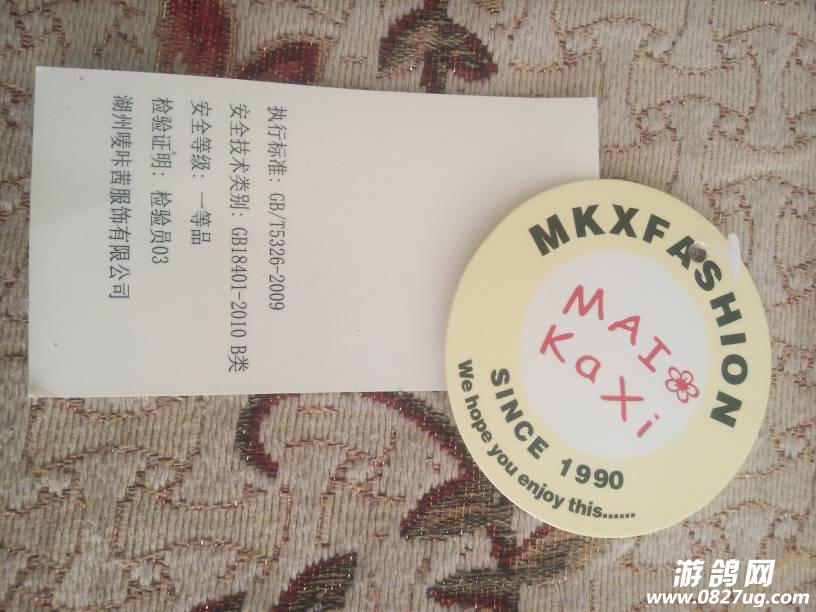 执行标准: GB/T5326-2009
安全技术类别: GB18401-2010 B类
安全等级: 一等品
检验证明: 检验员03
湖州唛咔茜服饰有限公司
MKXFASHION
MAI
KaXi
SINCE 1990
We hope you enjoy this......
游鸽网
www.0827ug.com